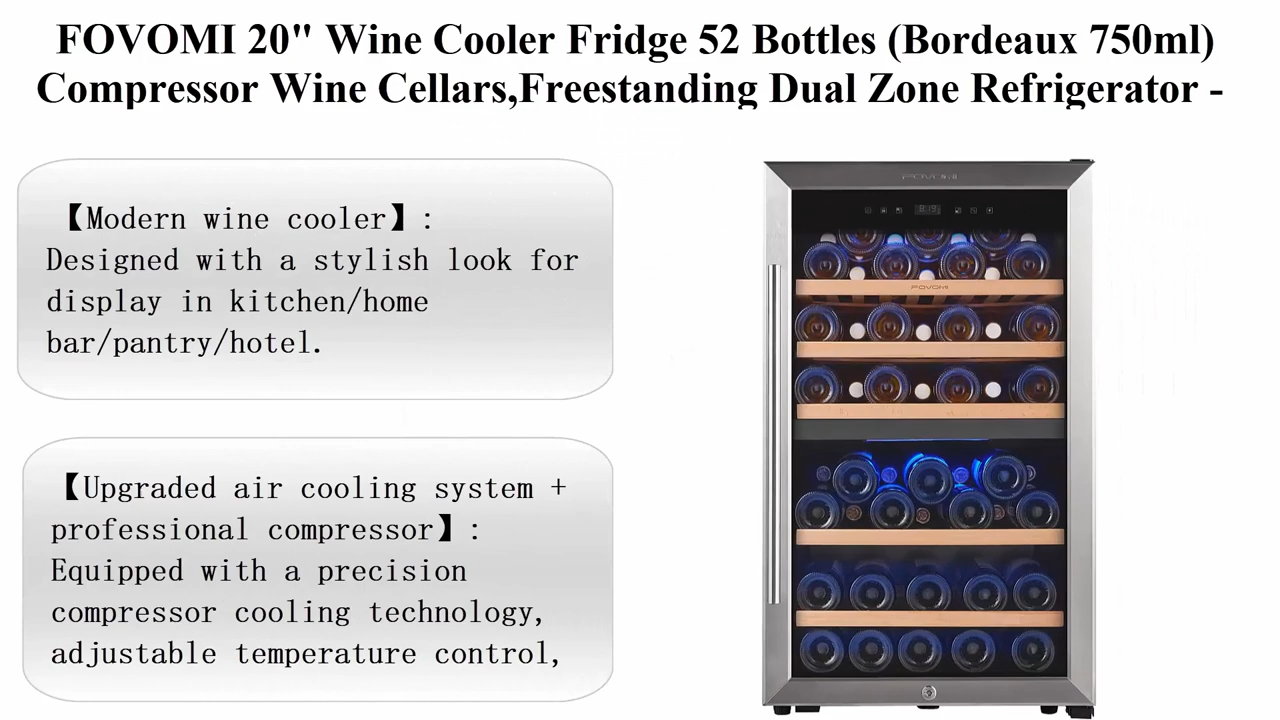 FOVOMI 20" Wine Cooler Fridge 52 Bottles (Bordeaux 750ml)
Compressor Wine Cellars,Freestanding Dual Zone Refrigerator -
【Modern wine cooler】:
Designed with a stylish look for
display in kitchen/home
bar/pantry/hotel.
【Upgraded air cooling system +
professional compressor】:
Equipped with a precision
compressor cooling technology,
adjustable temperature control,
FOVOMI
FOVOMI